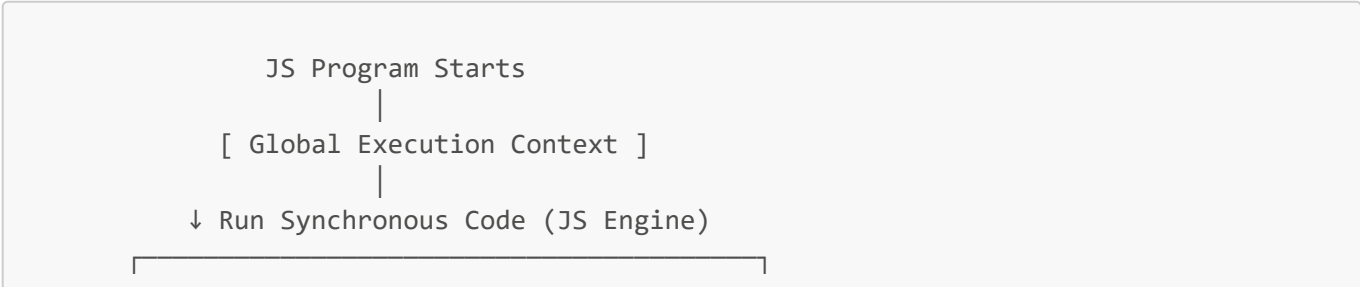 JS Program Starts
│
[ Global Execution Context ]
│
↓ Run Synchronous Code (JS Engine)
┌────────────────────────────────────────┐